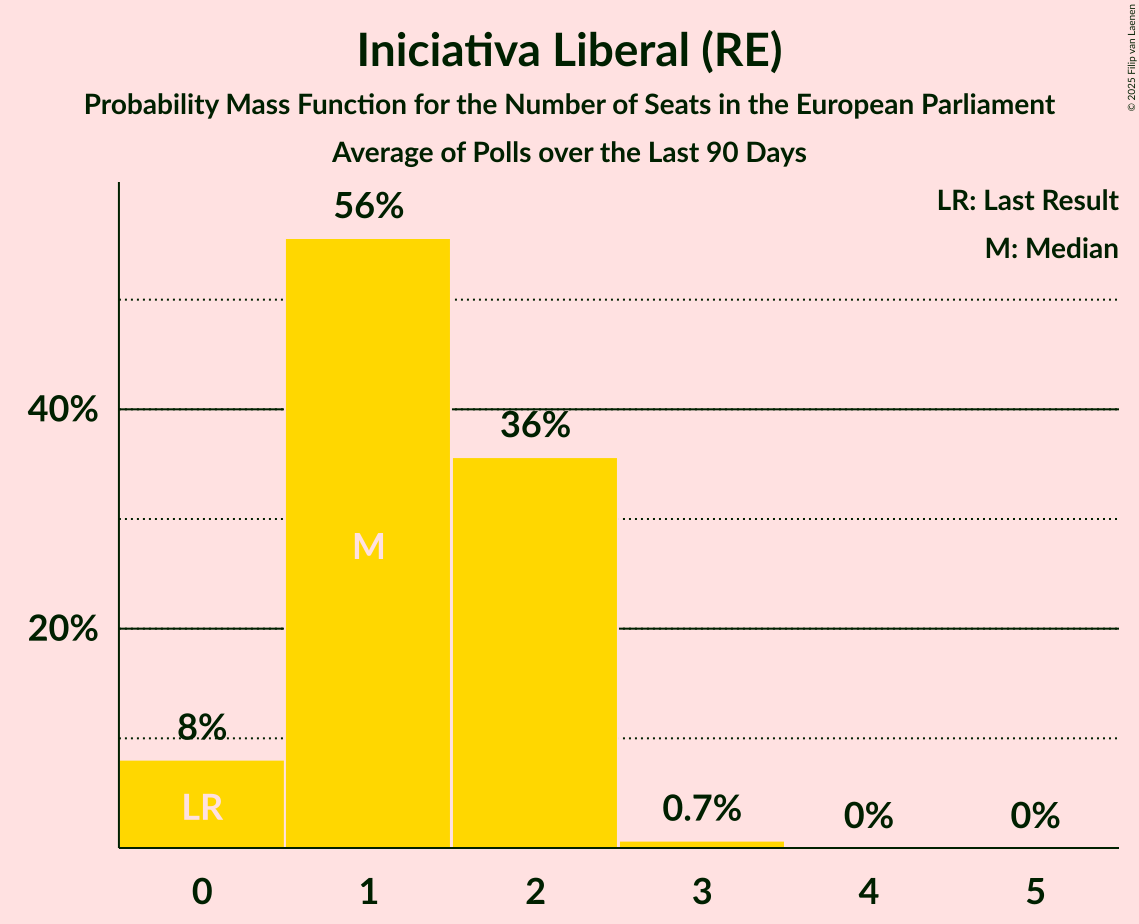 Iniciativa Liberal (RE)
Probability Mass Function for the Number of Seats in the European Parliament
Average of Polls over the Last 90 Days
© 2025 Filip van Laenen
LR: Last Result
M: Median
56%
40%
36%
M
20%
8%
LR
0.7%
0%
0%
0 1 2 3 4 5